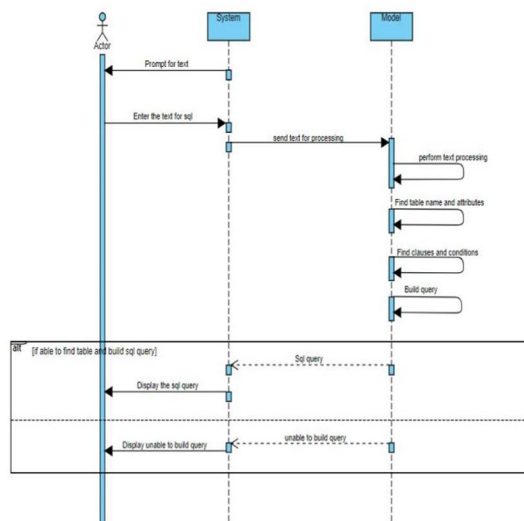 System
Model
Actor
Prompt for text
Enter the text for sql
send text for processing
perform text processing
Find table name and attributes
Find clauses and conditions
Build query
alt
[if able to find table and build sql query]
Sql query
Display the sql query
unable to build query
Display unable to build query